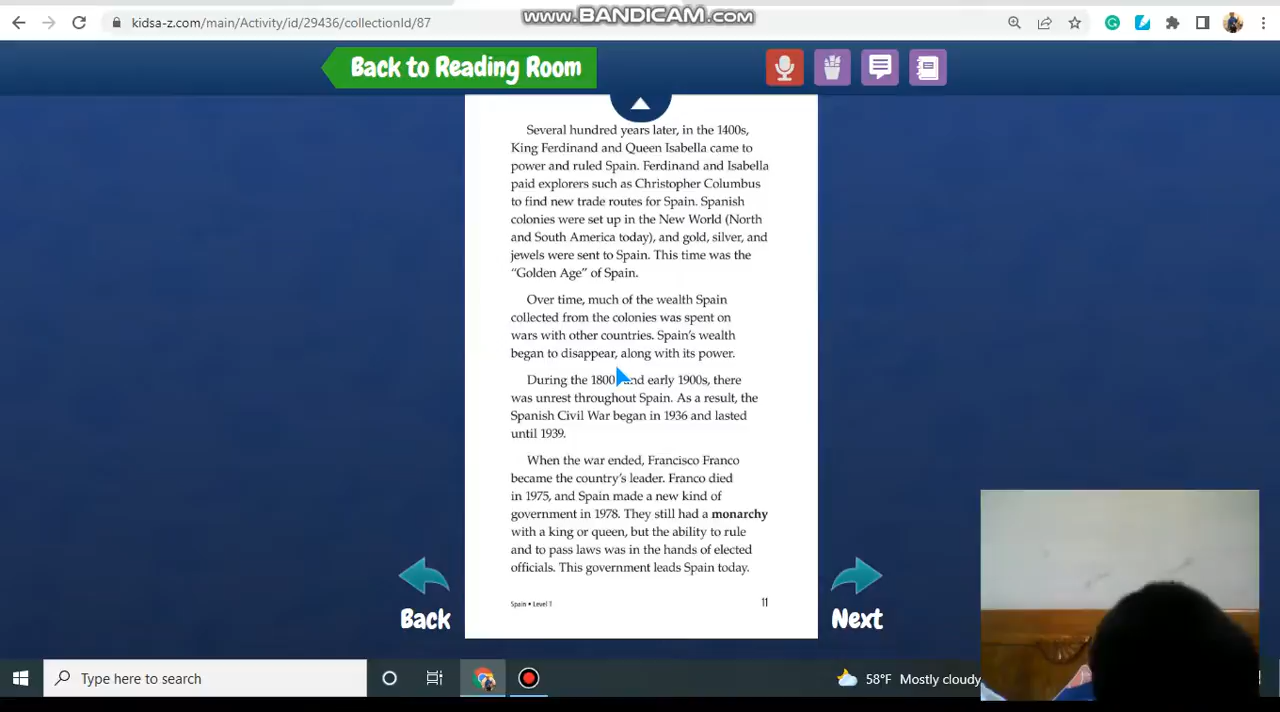 www.BANDICAM.com
kidsa-z.com/main/Activity/id/29436/collectionId/87
Back to Reading Room
Several hundred years later, in the 1400s,
King Ferdinand and Queen Isabella came to
power and ruled Spain. Ferdinand and Isabella
paid explorers such as Christopher Columbus
to find new trade routes for Spain. Spanish
colonies were set up in the New World (North
and South America today), and gold, silver, and
jewels were sent to Spain. This time was the
“Golden Age” of Spain.
Over time, much of the wealth Spain
collected from the colonies was spent on
wars with other countries. Spain’s wealth
began to disappear, along with its power.
During the 1800 nd early 1900s, there
was unrest throughout Spain. As a result, the
Spanish Civil War began in 1936 and lasted
until 1939.
When the war ended, Francisco Franco
became the country’s leader. Franco died
in 1975, and Spain made a new kind of
government in 1978. They still had a monarchy
with a king or queen, but the ability to rule
and to pass laws was in the hands of elected
officials. This government leads Spain today.
Spain • Level T
11
Back
Next
Type here to search
58°F Mostly cloudy